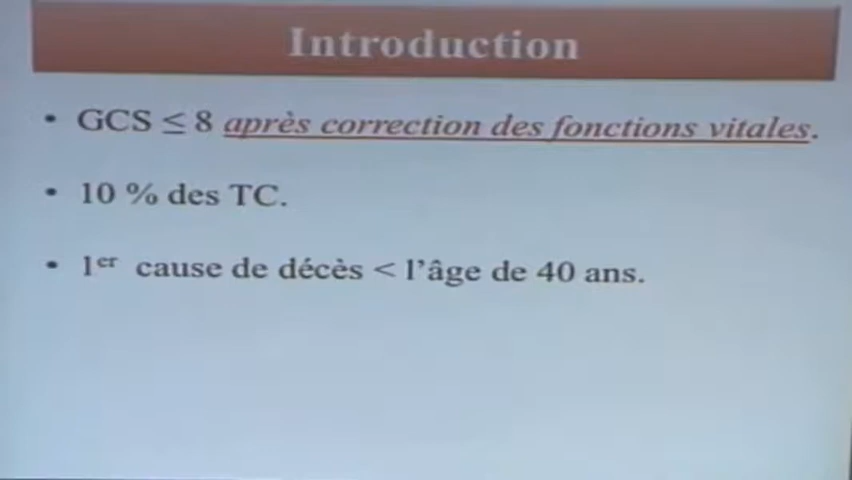 Introduction
• GCS ≤ 8 après correction des fonctions vitales.
• 10 % des TC.
• 1er cause de décès < l'âge de 40 ans.